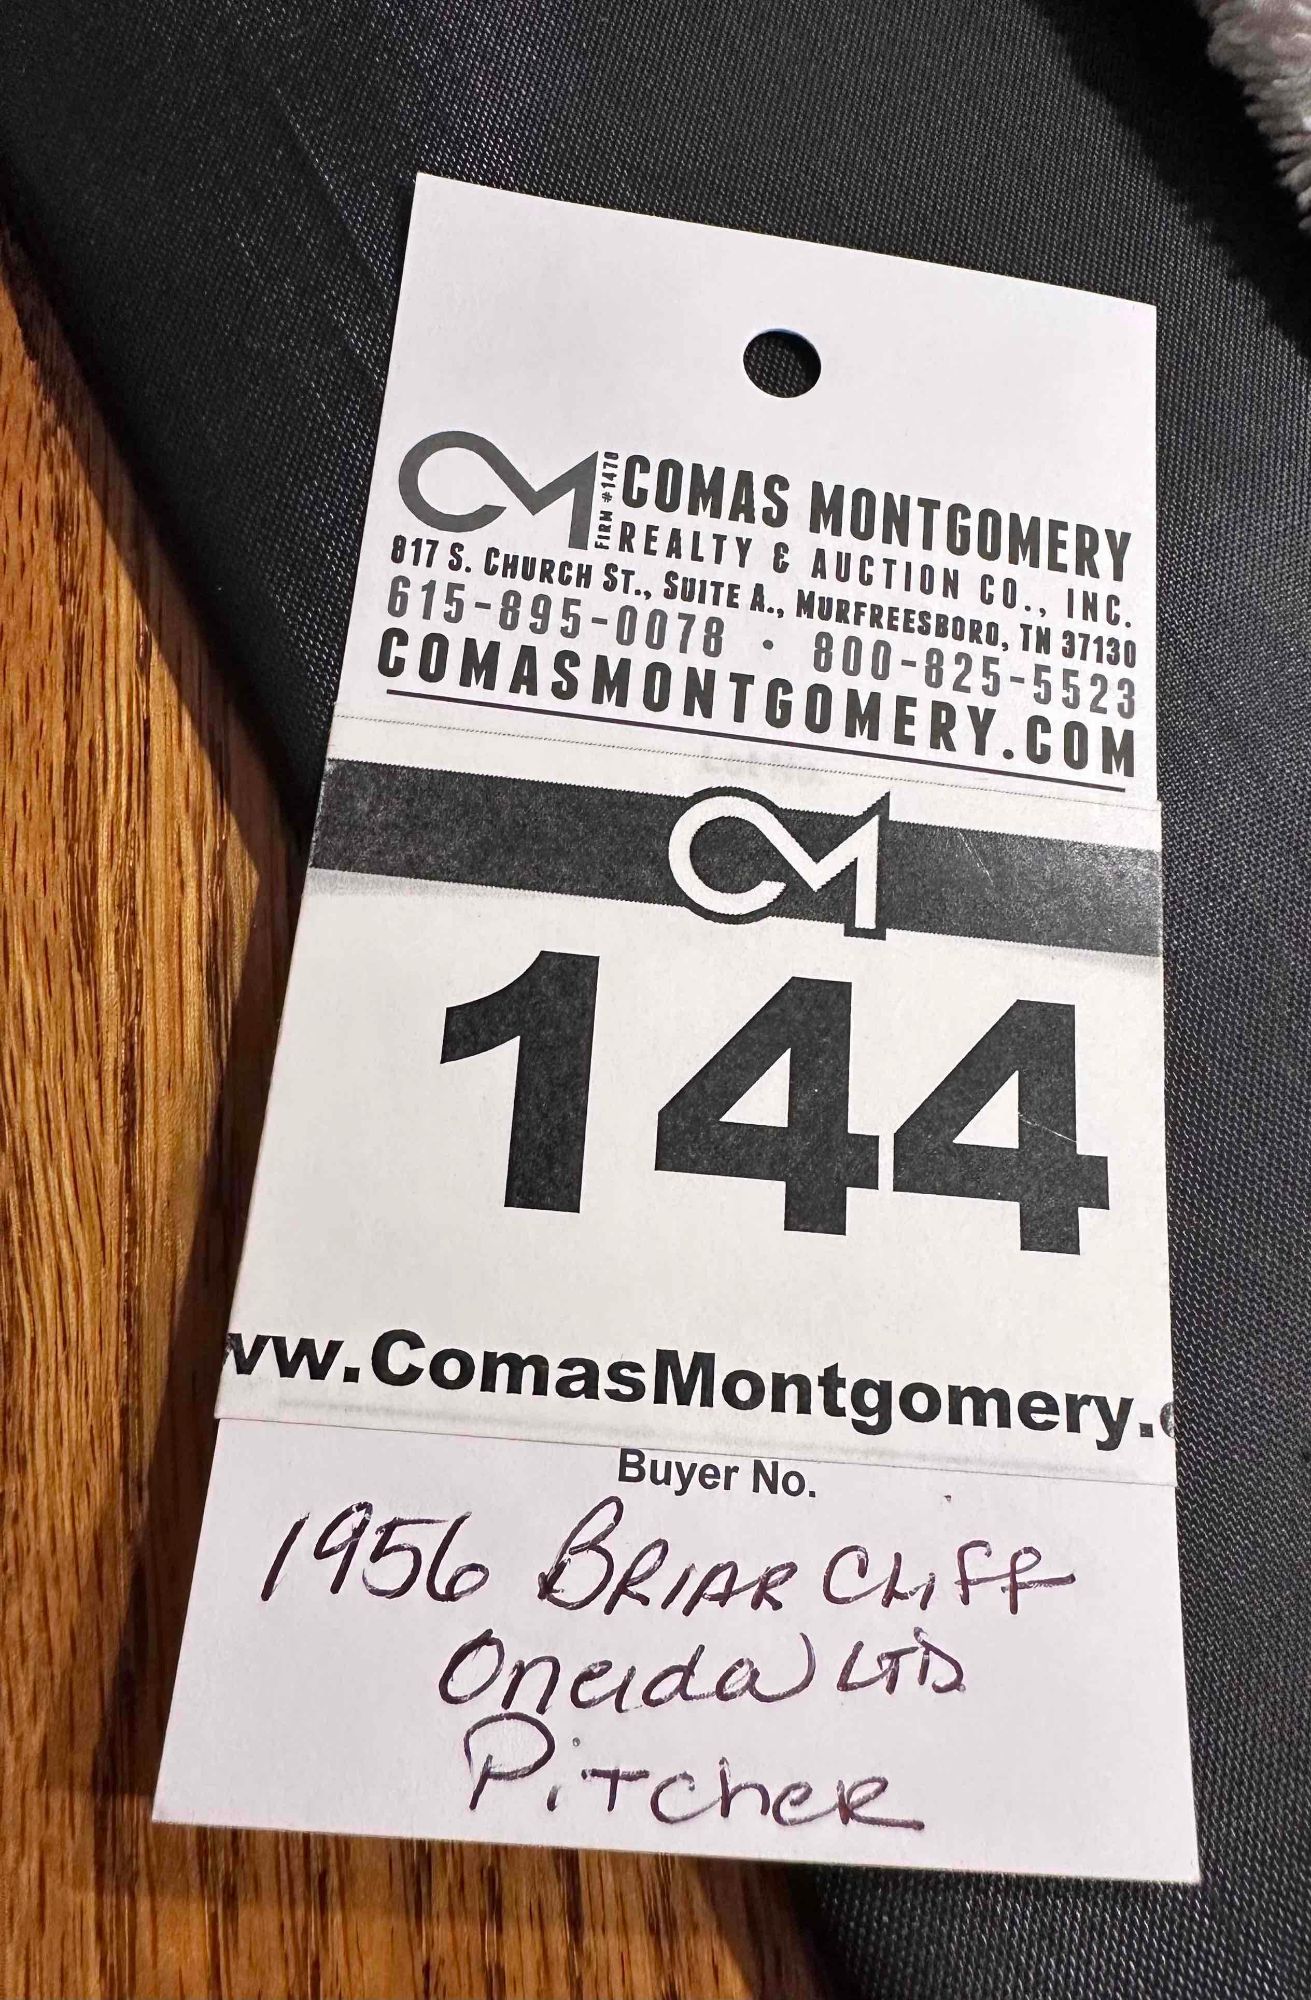 CM FIRM #1470
COMAS MONTGOMERY
REALTY & AUCTION CO., INC.
817 S. CHURCH ST., SUITE A., MURFREESBORO, TN 37130
615-895-0078 • 800-825-5523
COMASMONTGOMERY.COM
CM
144
vw.ComasMontgomery.
Buyer No.
1956 BRIAR CLIFF
Oneida LTD
PiTcheR